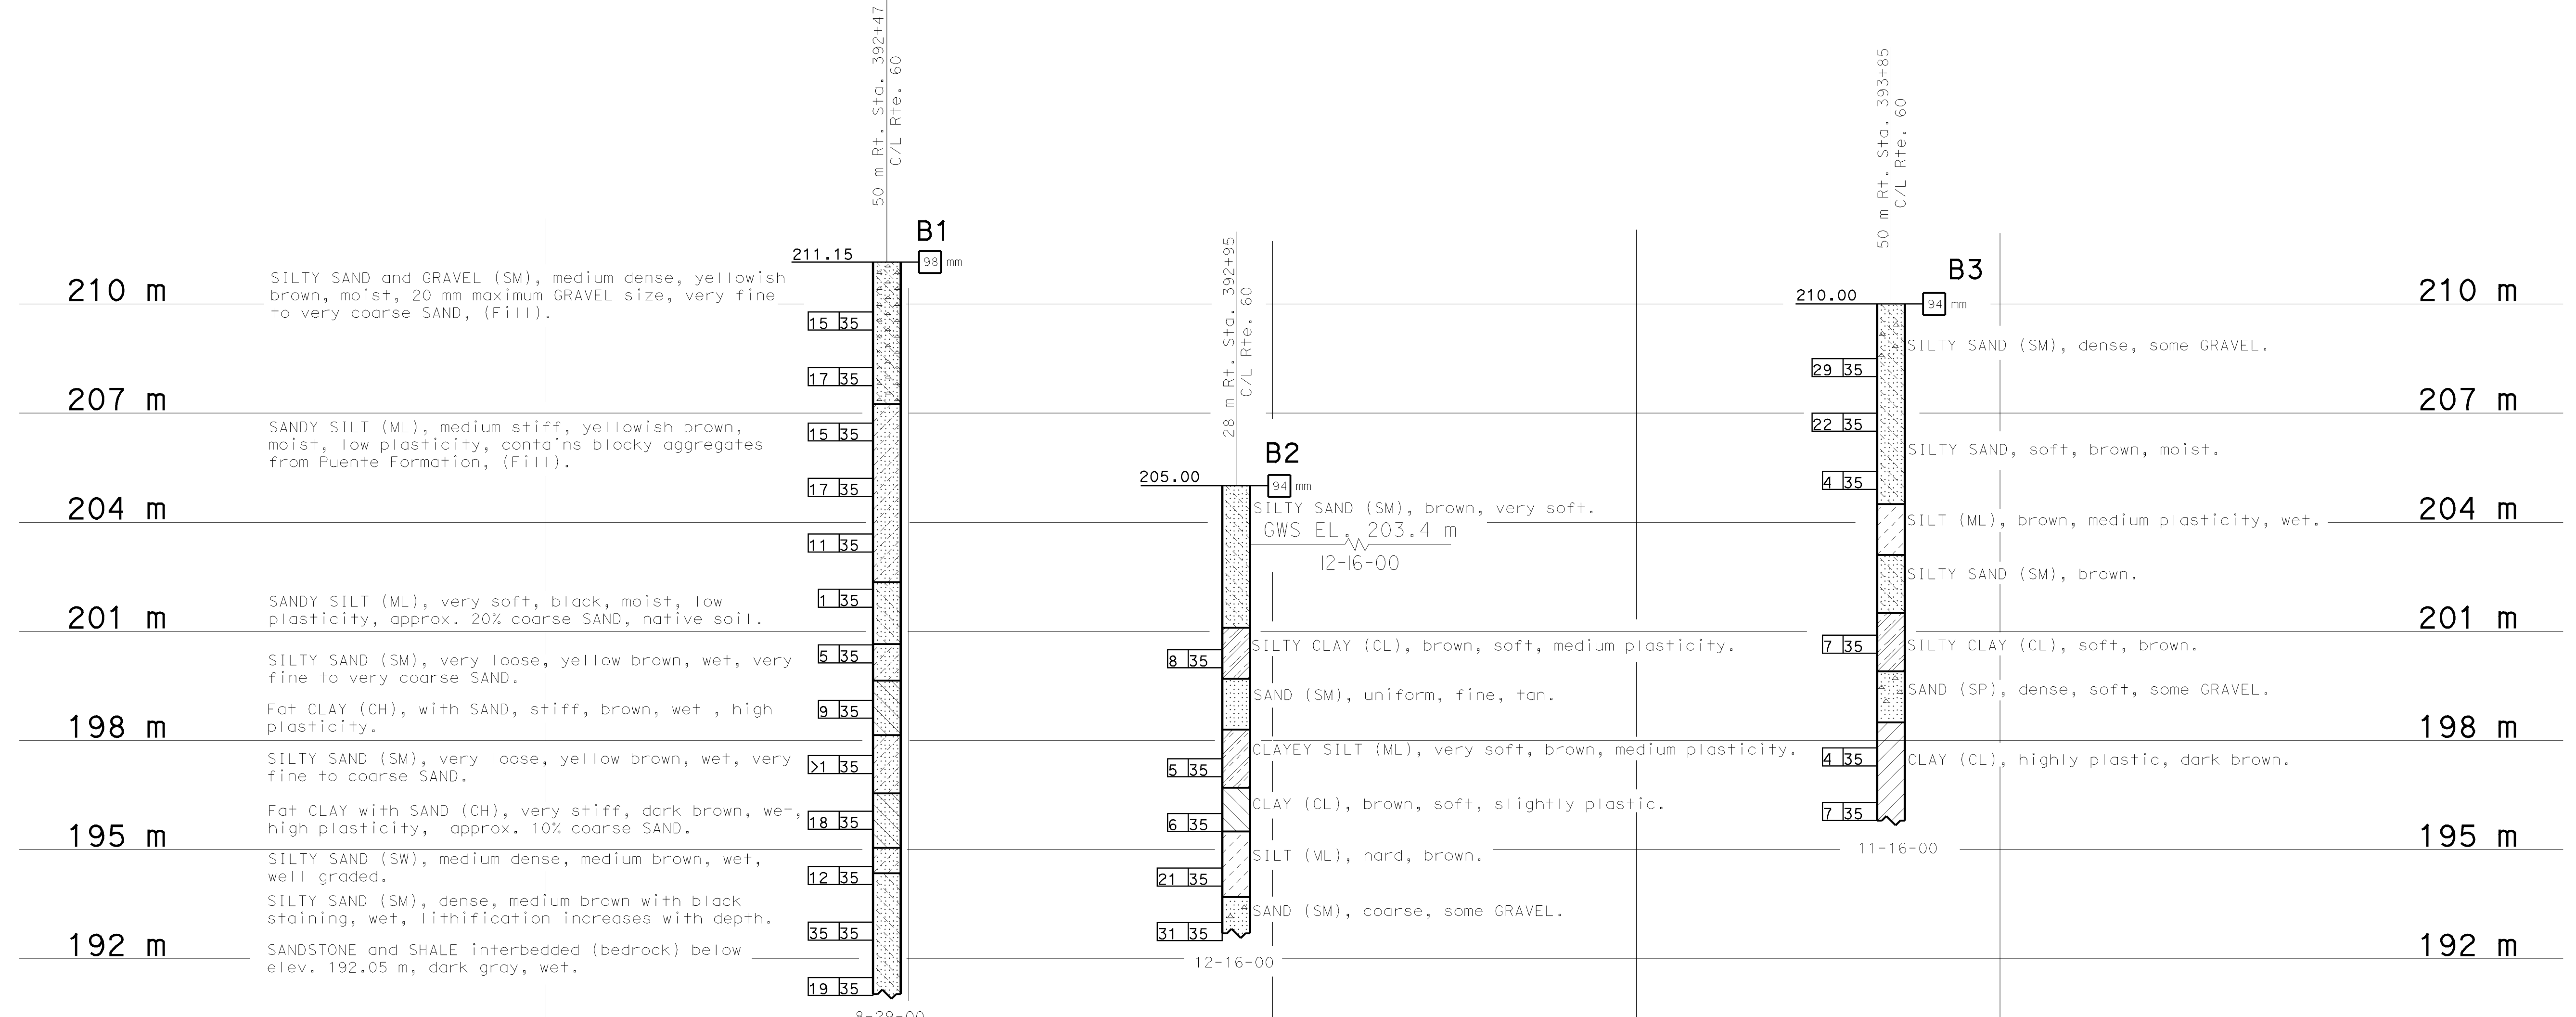 50 m Rt. Sta. 392+47
C/L Rte. 60
B1
211.15
98 mm
210 m
SILTY SAND and GRAVEL (SM), medium dense, yellowish
brown, moist, 20 mm maximum GRAVEL size, very fine
to very coarse SAND, (Fill).
15 35
17 35
207 m
SANDY SILT (ML), medium stiff, yellowish brown,
moist, low plasticity, contains blocky aggregates
from Puente Formation, (Fill).
15 35
17 35
204 m
11 35
201 m
SANDY SILT (ML), very soft, black, moist, low
plasticity, approx. 20% coarse SAND, native soil.
1 35
SILTY SAND (SM), very loose, yellow brown, wet, very
fine to very coarse SAND.
5 35
198 m
Fat CLAY (CH), with SAND, stiff, brown, wet , high
plasticity.
9 35
SILTY SAND (SM), very loose, yellow brown, wet, very
fine to coarse SAND.
>1 35
195 m
Fat CLAY with SAND (CH), very stiff, dark brown, wet,
high plasticity, approx. 10% coarse SAND.
18 35
SILTY SAND (SW), medium dense, medium brown, wet,
well graded.
12 35
SILTY SAND (SM), dense, medium brown with black
staining, wet, lithification increases with depth.
35 35
192 m
SANDSTONE and SHALE interbedded (bedrock) below
elev. 192.05 m, dark gray, wet.
19 35
8-29-00
28 m Rt. Sta. 392+95
C/L Rte. 60
B2
205.00
94 mm
SILTY SAND (SM), brown, very soft.
GWS EL. 203.4 m
12-16-00
SILTY CLAY (CL), brown, soft, medium plasticity.
8 35
SAND (SM), uniform, fine, tan.
CLAYEY SILT (ML), very soft, brown, medium plasticity.
5 35
CLAY (CL), brown, soft, slightly plastic.
6 35
SILT (ML), hard, brown.
21 35
SAND (SM), coarse, some GRAVEL.
31 35
12-16-00
50 m Rt. Sta. 393+85
C/L Rte. 60
B3
210.00
94 mm
210 m
SILTY SAND (SM), dense, some GRAVEL.
29 35
207 m
22 35
SILTY SAND, soft, brown, moist.
4 35
204 m
SILT (ML), brown, medium plasticity, wet.
SILTY SAND (SM), brown.
201 m
7 35
SILTY CLAY (CL), soft, brown.
SAND (SP), dense, soft, some GRAVEL.
198 m
4 35
CLAY (CL), highly plastic, dark brown.
7 35
195 m
11-16-00
192 m